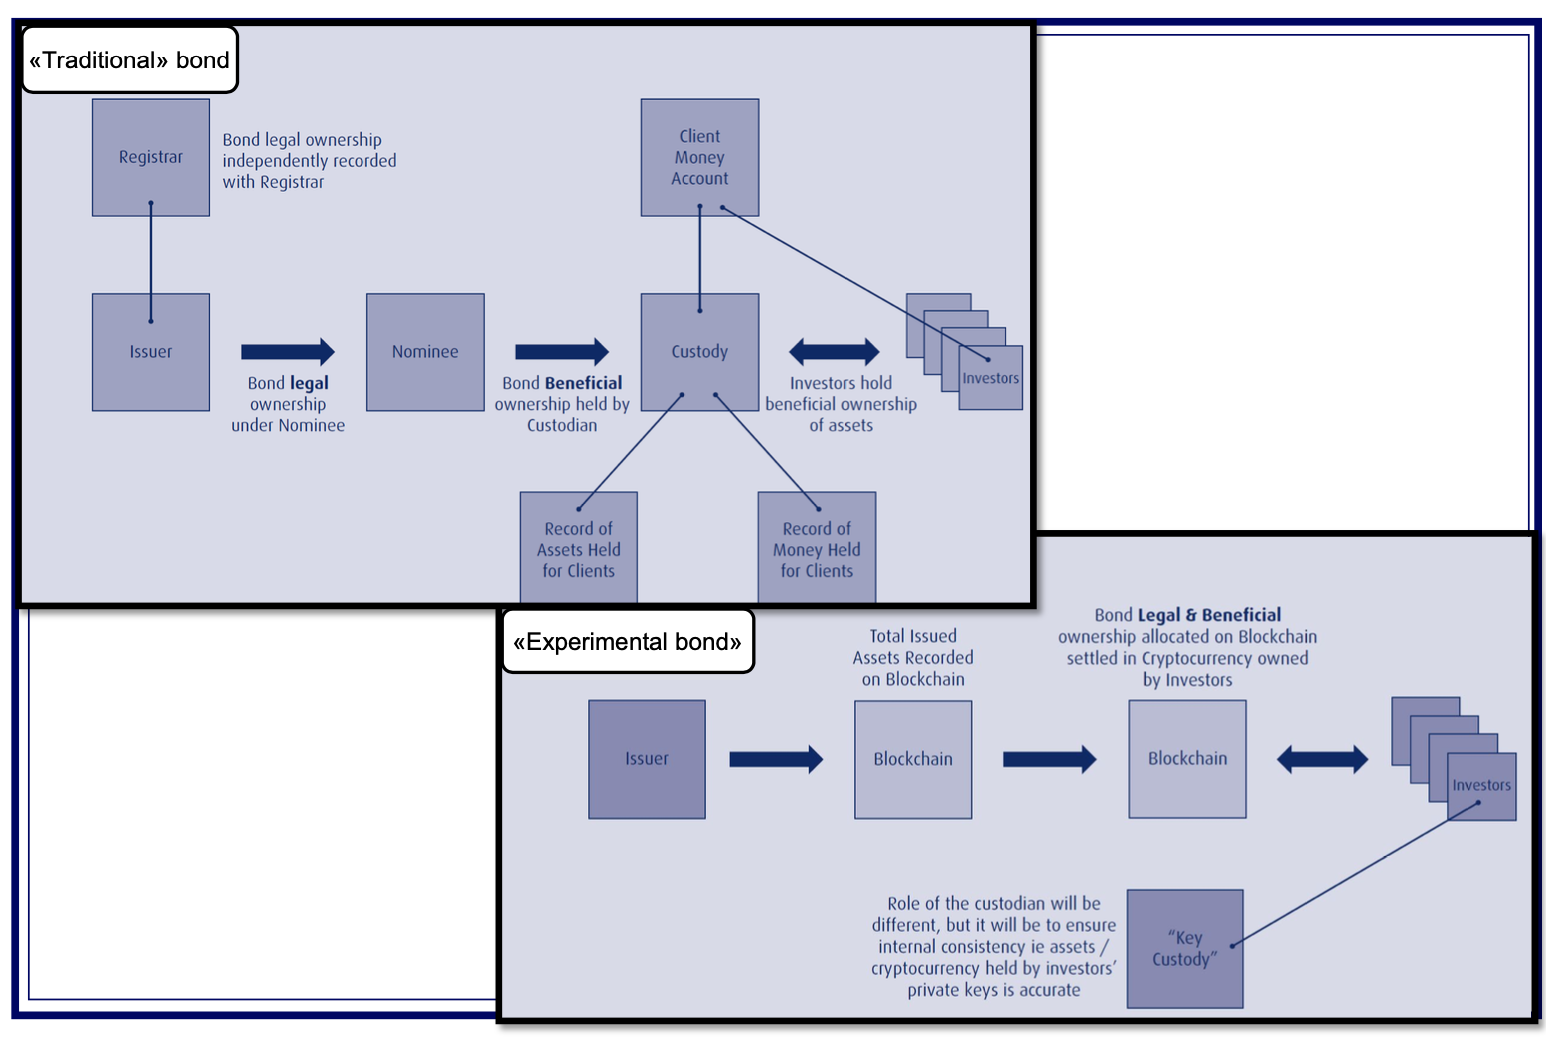 «Traditional» bond
Registrar
Bond legal ownership
independently recorded
with Registrar
Client
Money
Account
Issuer
Bond legal
ownership
under Nominee
Nominee
Bond Beneficial
ownership held by
Custodian
Custody
Investors hold
beneficial ownership
of assets
Investors
Record of
Assets Held
for Clients
Record of
Money Held
for Clients
«Experimental bond»
Total Issued
Assets Recorded
on Blockchain
Bond Legal & Beneficial
ownership allocated on Blockchain
settled in Cryptocurrency owned
by Investors
Issuer
Blockchain
Blockchain
Investors
Role of the custodian will be
different, but it will be to ensure
internal consistency ie assets /
cryptocurrency held by investors’
private keys is accurate
“Key
Custody”